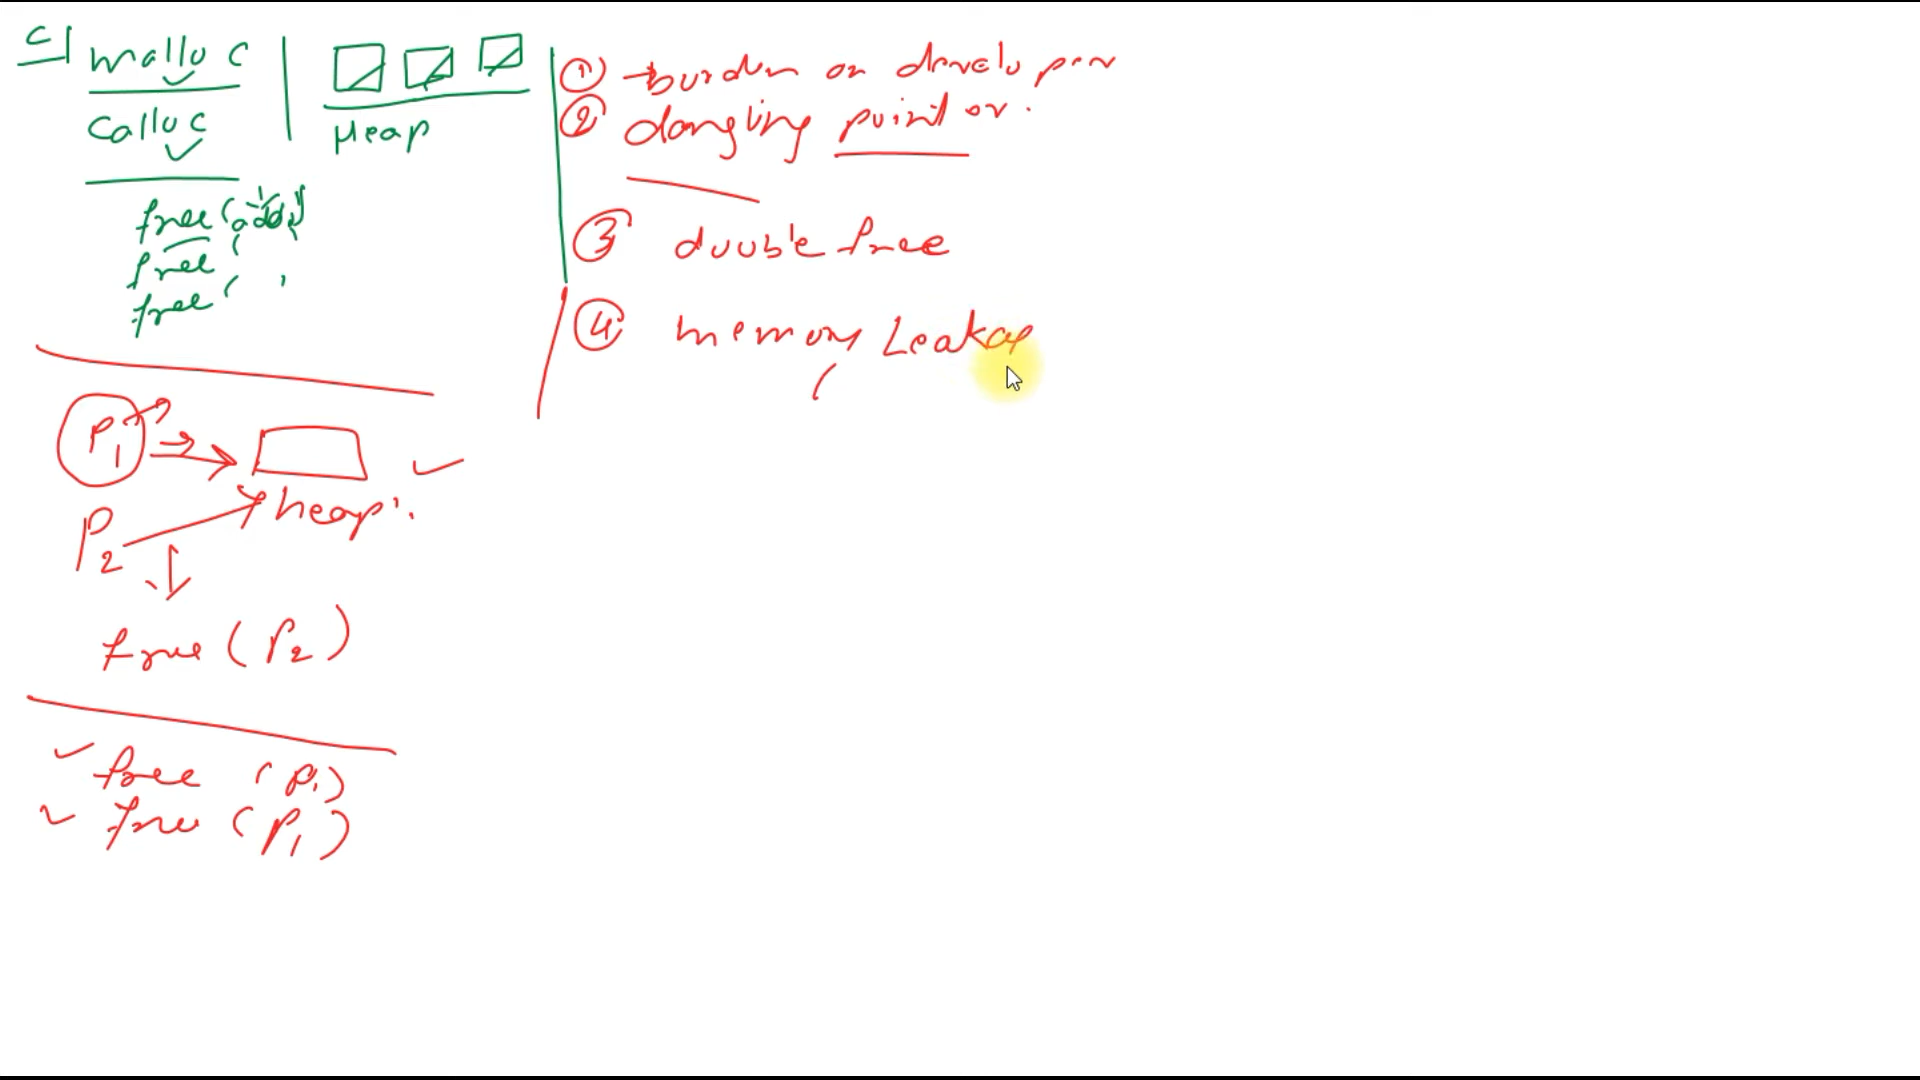 C|
malloc
calloc
Heap
free(addr)
free(
free( )
① burden on developer
② dangling pointer.
③ double free
④ memory Leakage
(
P1
P2
heap.
free(P2)
free (P1)
free (P1)